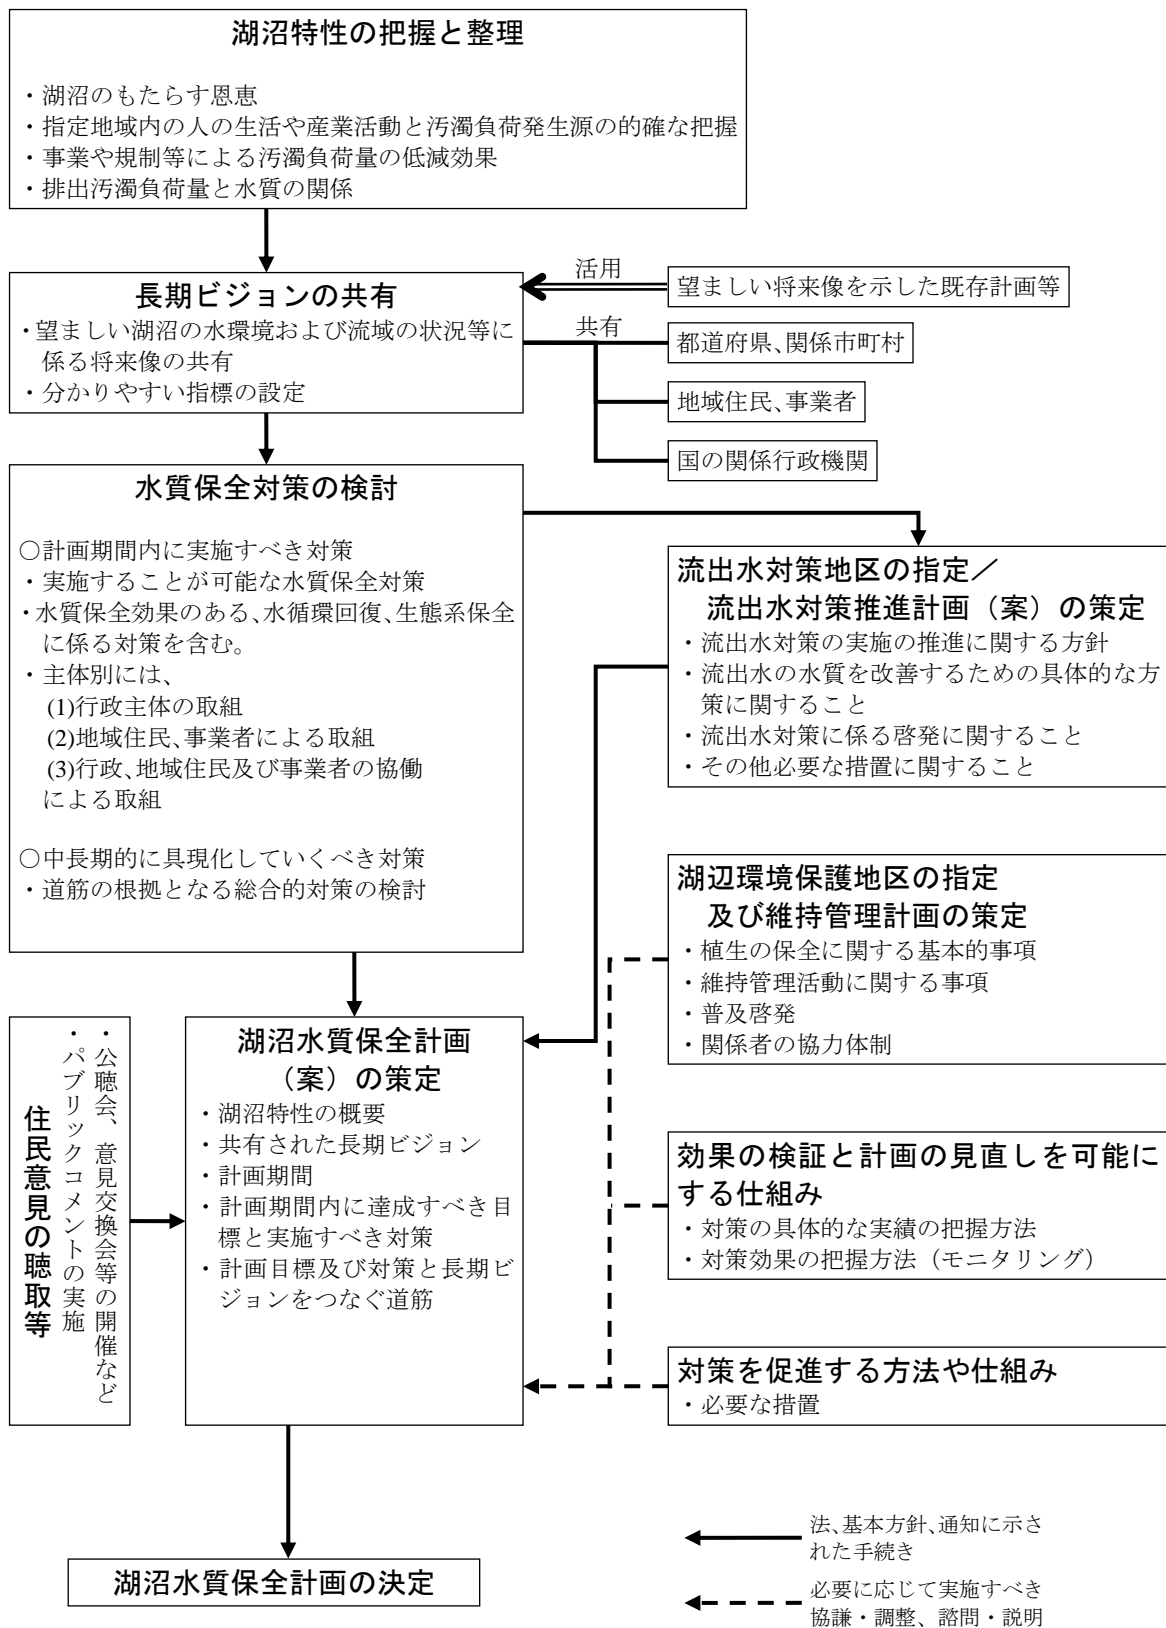 湖沼特性の把握と整理
・湖沼のもたらす恩恵
・指定地域内の人の生活や産業活動と汚濁負荷発生源の的確な把握
・事業や規制等による汚濁負荷量の低減効果
・排出汚濁負荷量と水質の関係
長期ビジョンの共有
・望ましい湖沼の水環境および流域の状況等に
係る将来像の共有
・分かりやすい指標の設定
活用
望ましい将来像を示した既存計画等
共有
都道府県、関係市町村
地域住民、事業者
国の関係行政機関
水質保全対策の検討
○計画期間内に実施すべき対策
・実施することが可能な水質保全対策
・水質保全効果のある、水循環回復、生態系保全
に係る対策を含む。
・主体別には、
(1)行政主体の取組
(2)地域住民、事業者による取組
(3)行政、地域住民及び事業者の協働
による取組
○中長期的に具現化していくべき対策
・道筋の根拠となる総合的対策の検討
流出水対策地区の指定／
流出水対策推進計画（案）の策定
・流出水対策の実施の推進に関する方針
・流出水の水質を改善するための具体的な方
策に関すること
・流出水対策に係る啓発に関すること
・その他必要な措置に関すること
湖辺環境保護地区の指定
及び維持管理計画の策定
・植生の保全に関する基本的事項
・維持管理活動に関する事項
・普及啓発
・関係者の協力体制
効果の検証と計画の見直しを可能に
する仕組み
・対策の具体的な実績の把握方法
・対策効果の把握方法（モニタリング）
対策を促進する方法や仕組み
・必要な措置
・公聴会、意見交換会等の開催など
・パブリックコメントの実施
住民意見の聴取等
湖沼水質保全計画
（案）の策定
・湖沼特性の概要
・共有された長期ビジョン
・計画期間
・計画期間内に達成すべき目
標と実施すべき対策
・計画目標及び対策と長期ビ
ジョンをつなぐ道筋
湖沼水質保全計画の決定
法、基本方針、通知に示さ
れた手続き
必要に応じて実施すべき
協謙・調整、諮問・説明